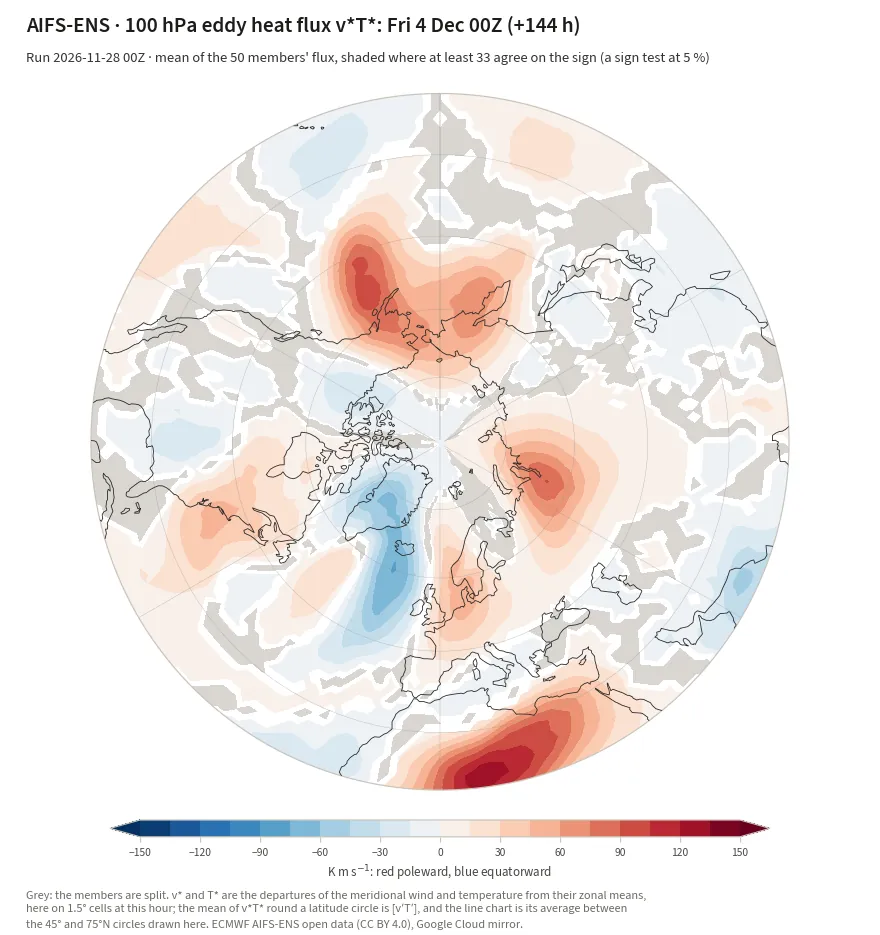 AIFS-ENS · 100 hPa eddy heat flux v*T*: Fri 4 Dec 00Z (+144 h)
Run 2026-11-28 00Z · mean of the 50 members' flux, shaded where at least 33 agree on the sign (a sign test at 5 %)
−150 −120 −90 −60 −30 0 30 60 90 120 150
K m s⁻¹: red poleward, blue equatorward
Grey: the members are split. v* and T* are the departures of the meridional wind and temperature from their zonal means,
here on 1.5° cells at this hour; the mean of v*T* round a latitude circle is [v′T′], and the line chart is its average between
the 45° and 75°N circles drawn here. ECMWF AIFS-ENS open data (CC BY 4.0), Google Cloud mirror.